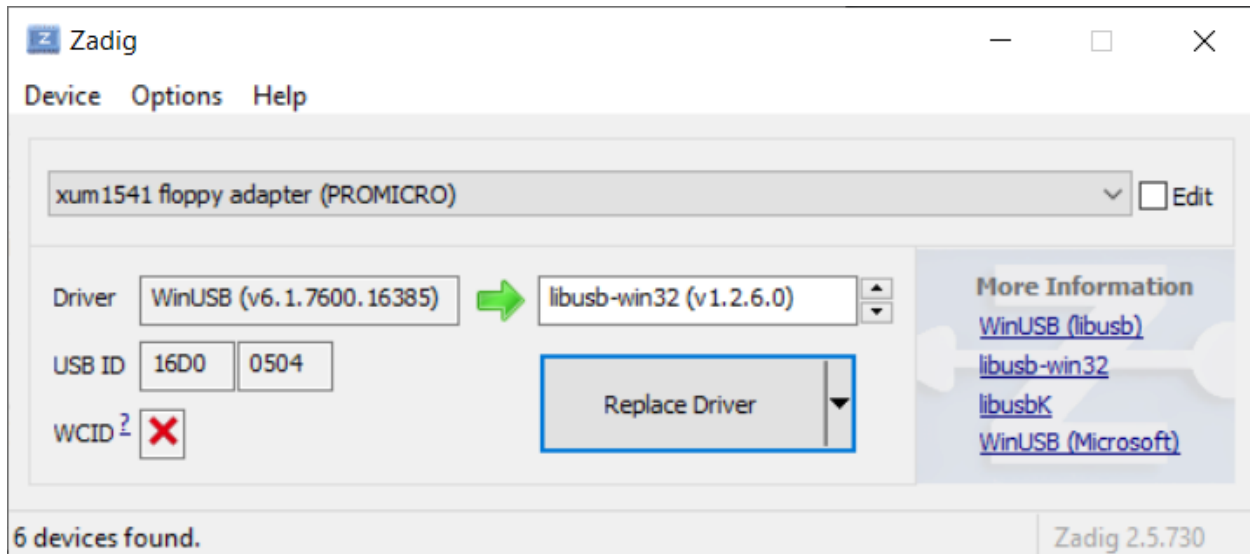 Zadig
Device Options Help
xum1541 floppy adapter (PROMICRO)
Edit
Driver WinUSB (v6.1.7600.16385) libusb-win32 (v1.2.6.0)
USB ID 16D0 0504
WCID ?
Replace Driver
More Information
WinUSB (libusb)
libusb-win32
libusbK
WinUSB (Microsoft)
6 devices found.
Zadig 2.5.730